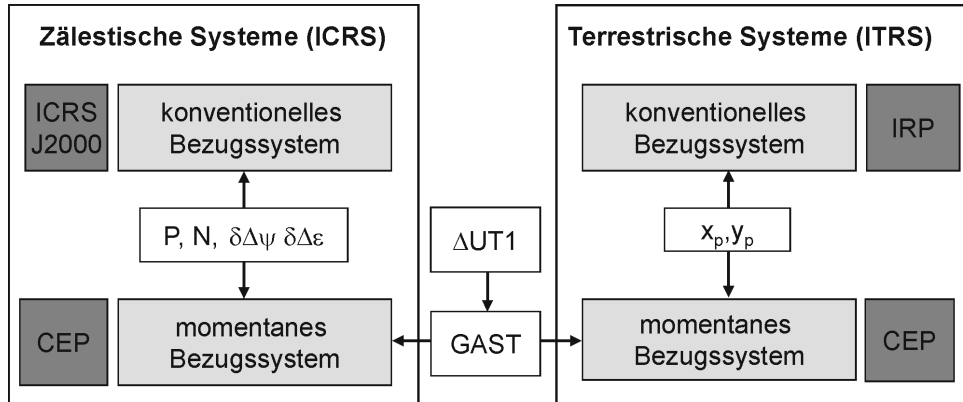 Zälestische Systeme (ICRS)
ICRS
J2000
konventionelles
Bezugssystem
P, N, δΔψ δΔε
CEP
momentanes
Bezugssystem
ΔUT1
GAST
Terrestrische Systeme (ITRS)
konventionelles
Bezugssystem
IRP
xp,yp
momentanes
Bezugssystem
CEP